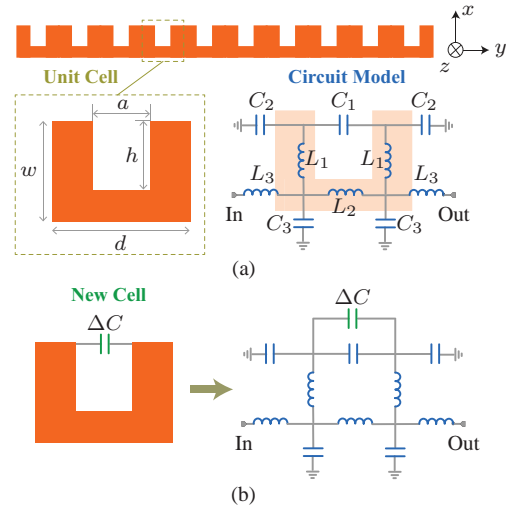 x
y
z
Unit Cell
Circuit Model
a
h
w
d
C₂ C₁ C₂
L₁ L₁
L₃ L₂ L₃
In Out
C₃ C₃
(a)
New Cell
ΔC
ΔC
In Out
(b)